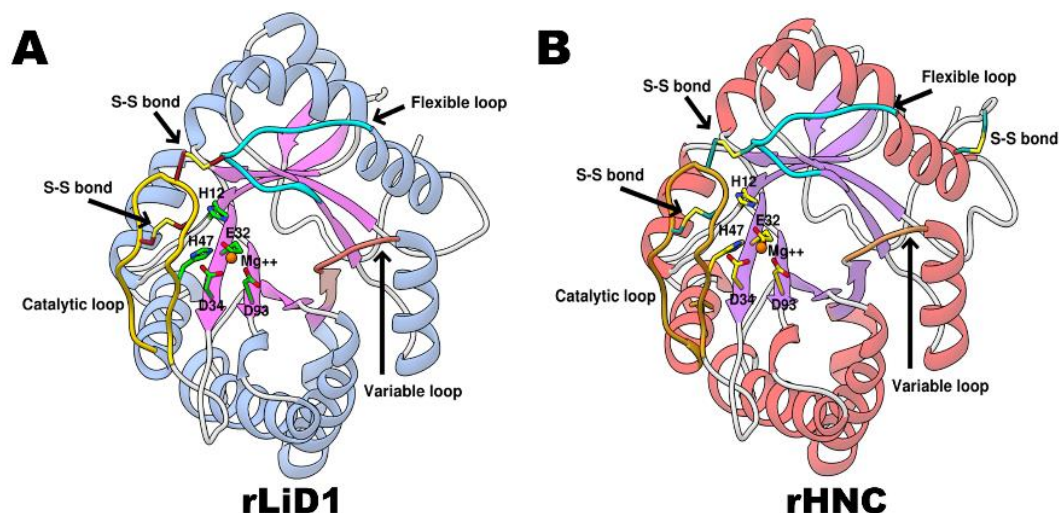 A
S-S bond
Flexible loop
S-S bond
H12
E32
H47
Mg++
Catalytic loop
D34
D93
Variable loop
rLiD1
B
S-S bond
Flexible loop
S-S bond
S-S bond
H12
E32
H47
Mg++
Catalytic loop
D34
D93
Variable loop
rHNC